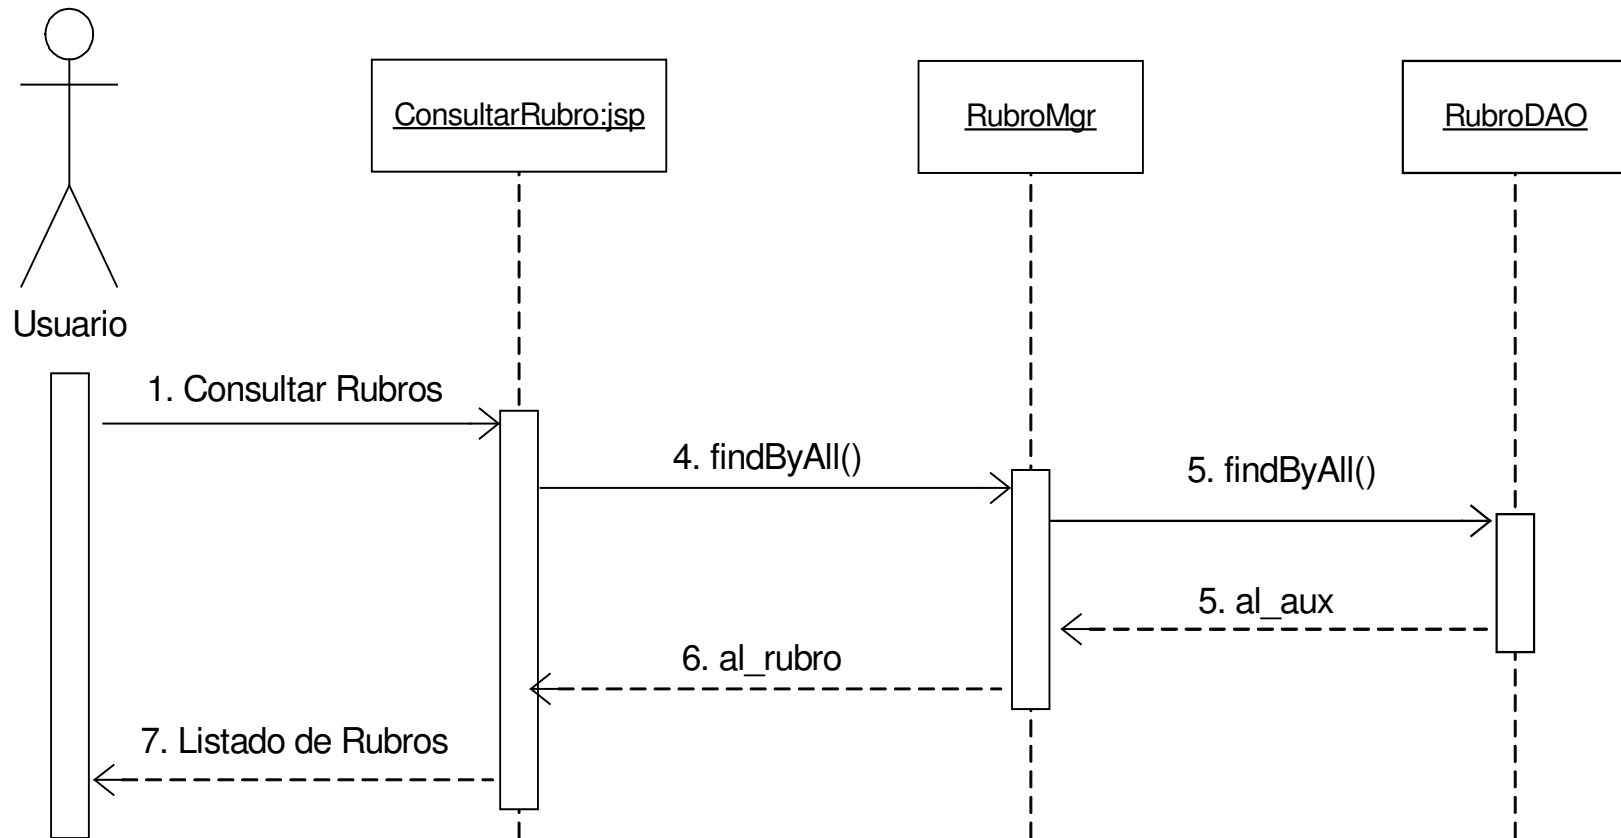 ConsultarRubro:jsp
RubroMgr
RubroDAO
Usuario
1. Consultar Rubros
4. findByAll()
5. findByAll()
5. al_aux
6. al_rubro
7. Listado de Rubros